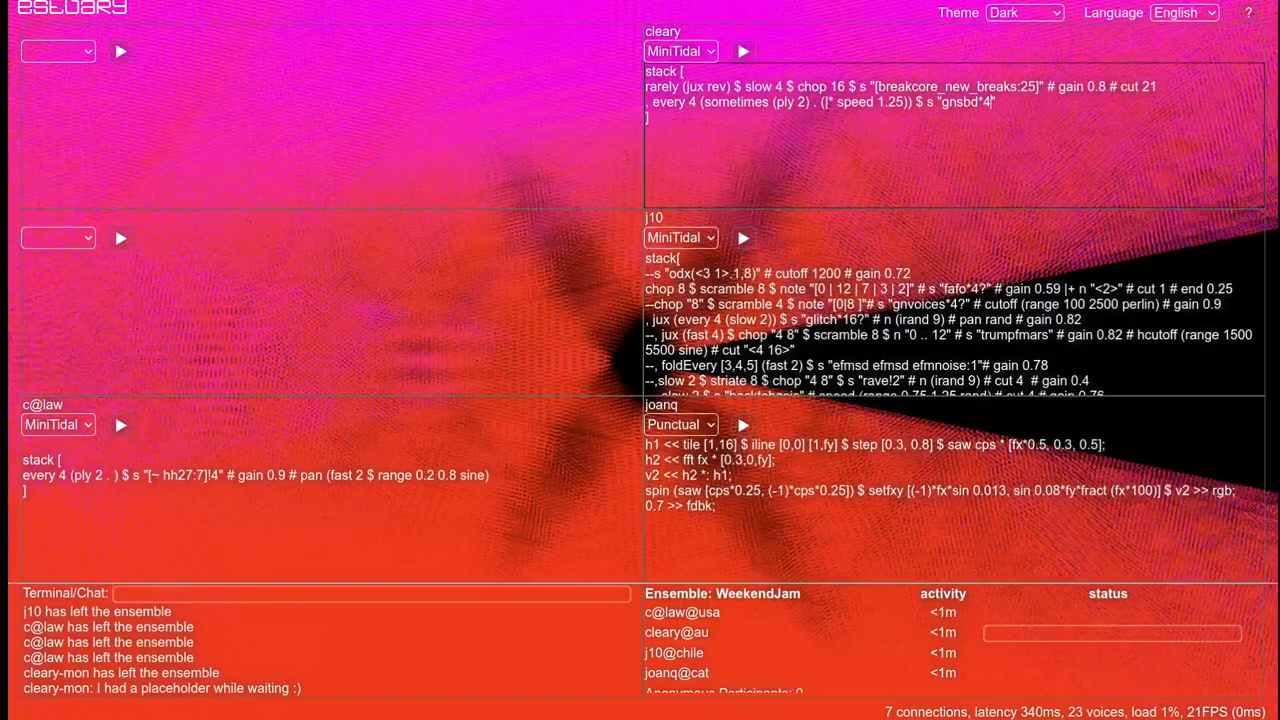 estuary
Theme Dark Language English ?
cleary
MiniTidal
stack [
rarely (jux rev) $ slow 4 $ chop 16 $ s "[breakcore_new_breaks:25]" # gain 0.8 # cut 21
, every 4 (sometimes (ply 2) . (|* speed 1.25)) $ s "gnsbd*4"
]
j10
MiniTidal
stack[
--s "odx(<3 1>.1,8)" # cutoff 1200 # gain 0.72
chop 8 $ scramble 8 $ note "[0 | 12 | 7 | 3 | 2]" # s "fafo*4?" # gain 0.59 |+ n "<2>" # cut 1 # end 0.25
--chop "8" $ scramble 4 $ note "[0|8 ]"# s "gnvoices*4?" # cutoff (range 100 2500 perlin) # gain 0.9
, jux (every 4 (slow 2)) $ s "glitch*16?" # n (irand 9) # pan rand # gain 0.82
--, jux (fast 4) $ chop "4 8" $ scramble 8 $ n "0 .. 12" # s "trumpfmars" # gain 0.82 # hcutoff (range 1500
5500 sine) # cut "<4 16>"
--, foldEvery [3,4,5] (fast 2) $ s "efmsd efmsd efmnoise:1"# gain 0.78
--,slow 2 $ striate 8 $ chop "4 8" $ s "rave!2" # n (irand 9) # cut 4  # gain 0.4
c@law
MiniTidal
stack [
every 4 (ply 2 . ) $ s "[~ hh27:7]!4" # gain 0.9 # pan (fast 2 $ range 0.2 0.8 sine)
]
joanq
Punctual
h1 << tile [1,16] $ iline [0,0] [1,fy] $ step [0.3, 0.8] $ saw cps * [fx*0.5, 0.3, 0.5];
h2 << fft fx * [0.3,0,fy];
v2 << h2 *: h1;
spin (saw [cps*0.25, (-1)*cps*0.25]) $ setfxy [(-1)*fx*sin 0.013, sin 0.08*fy*fract (fx*100)] $ v2 >> rgb;
0.7 >> fdbk;
Terminal/Chat:
j10 has left the ensemble
c@law has left the ensemble
c@law has left the ensemble
c@law has left the ensemble
cleary-mon has left the ensemble
cleary-mon: I had a placeholder while waiting :)
Ensemble: WeekendJam activity status
c@law@usa <1m
cleary@au <1m
j10@chile <1m
joanq@cat <1m
Anonymous Participants: 0
7 connections, latency 340ms, 23 voices, load 1%, 21FPS (0ms)